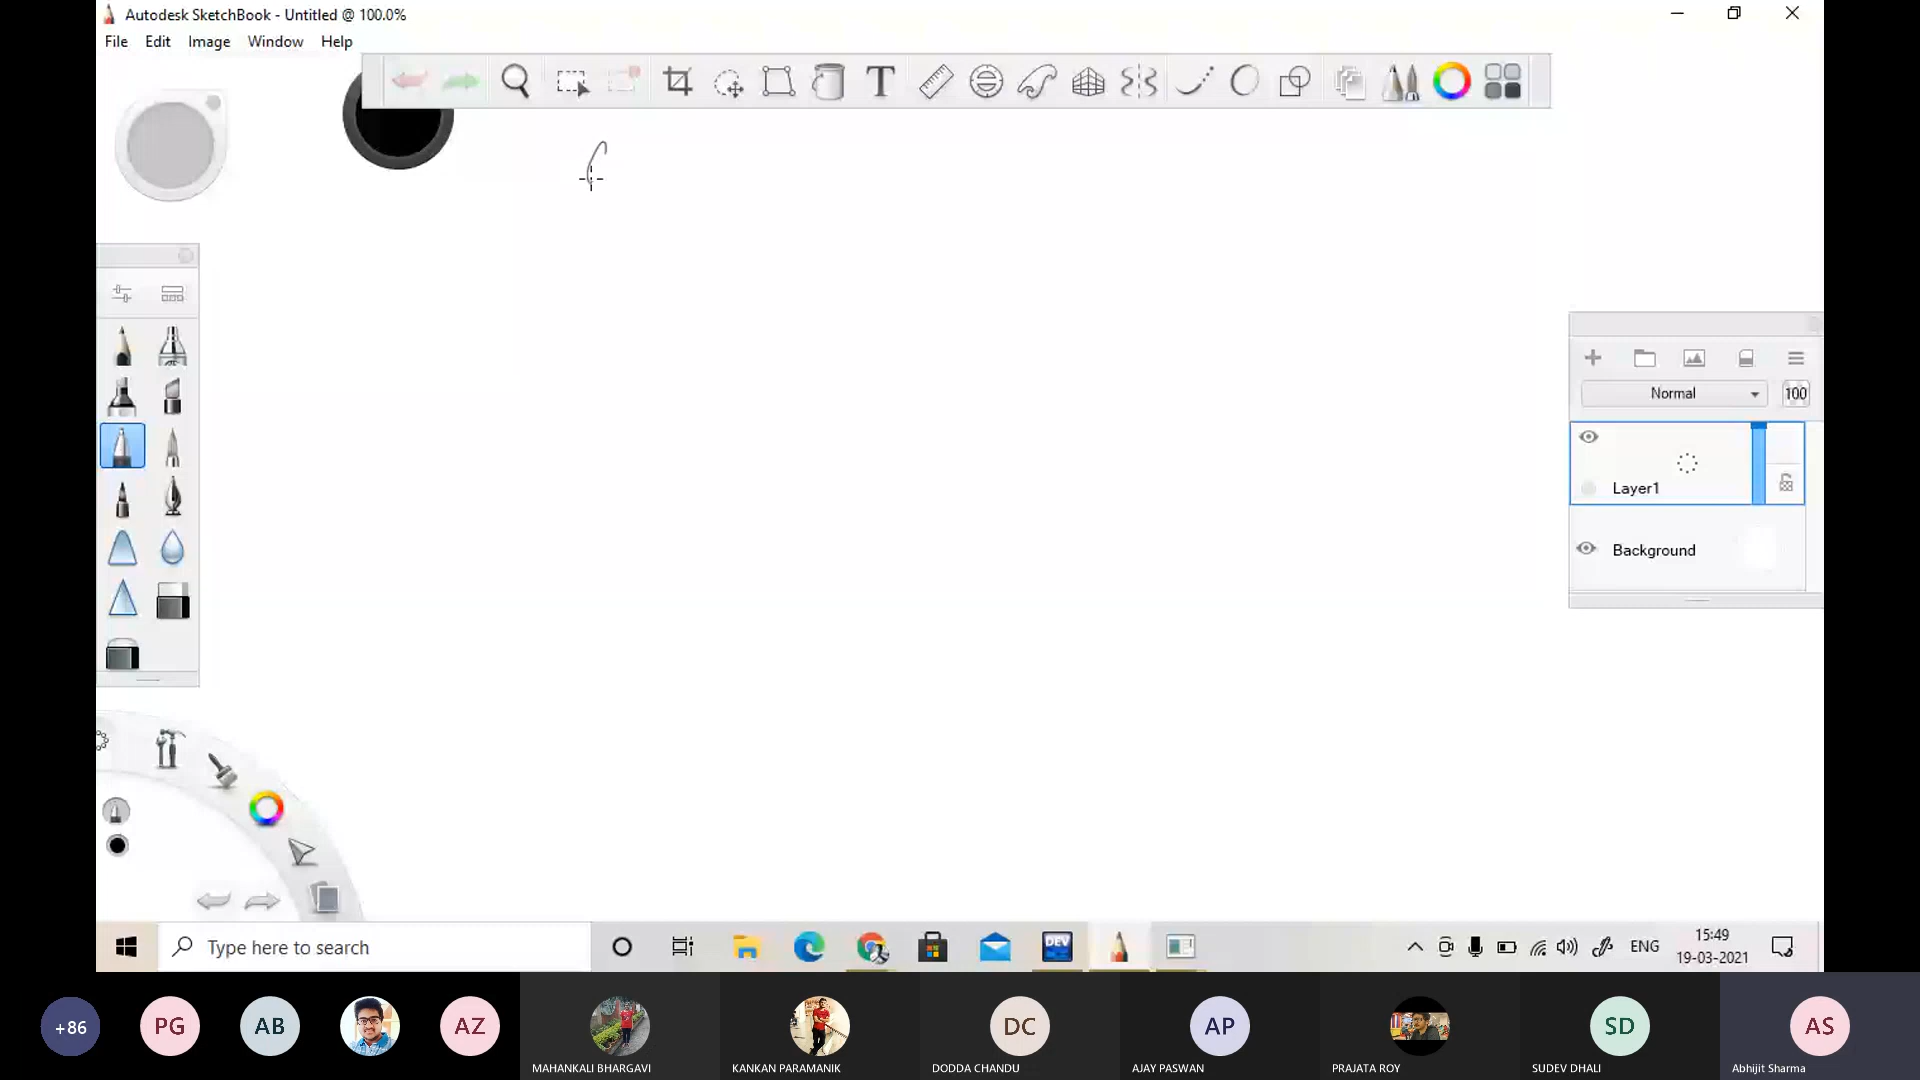 Autodesk SketchBook - Untitled @ 100.0%
File Edit Image Window Help
T
Normal 100
Layer1
Background
Type here to search
DEV
ENG
15:49
19-03-2021
+86 PG AB AZ DC AP SD AS
MAHANKALI BHARGAVI KANKAN PARAMANIK DODDA CHANDU AJAY PASWAN PRAJATA ROY SUDEV DHALI Abhijit Sharma